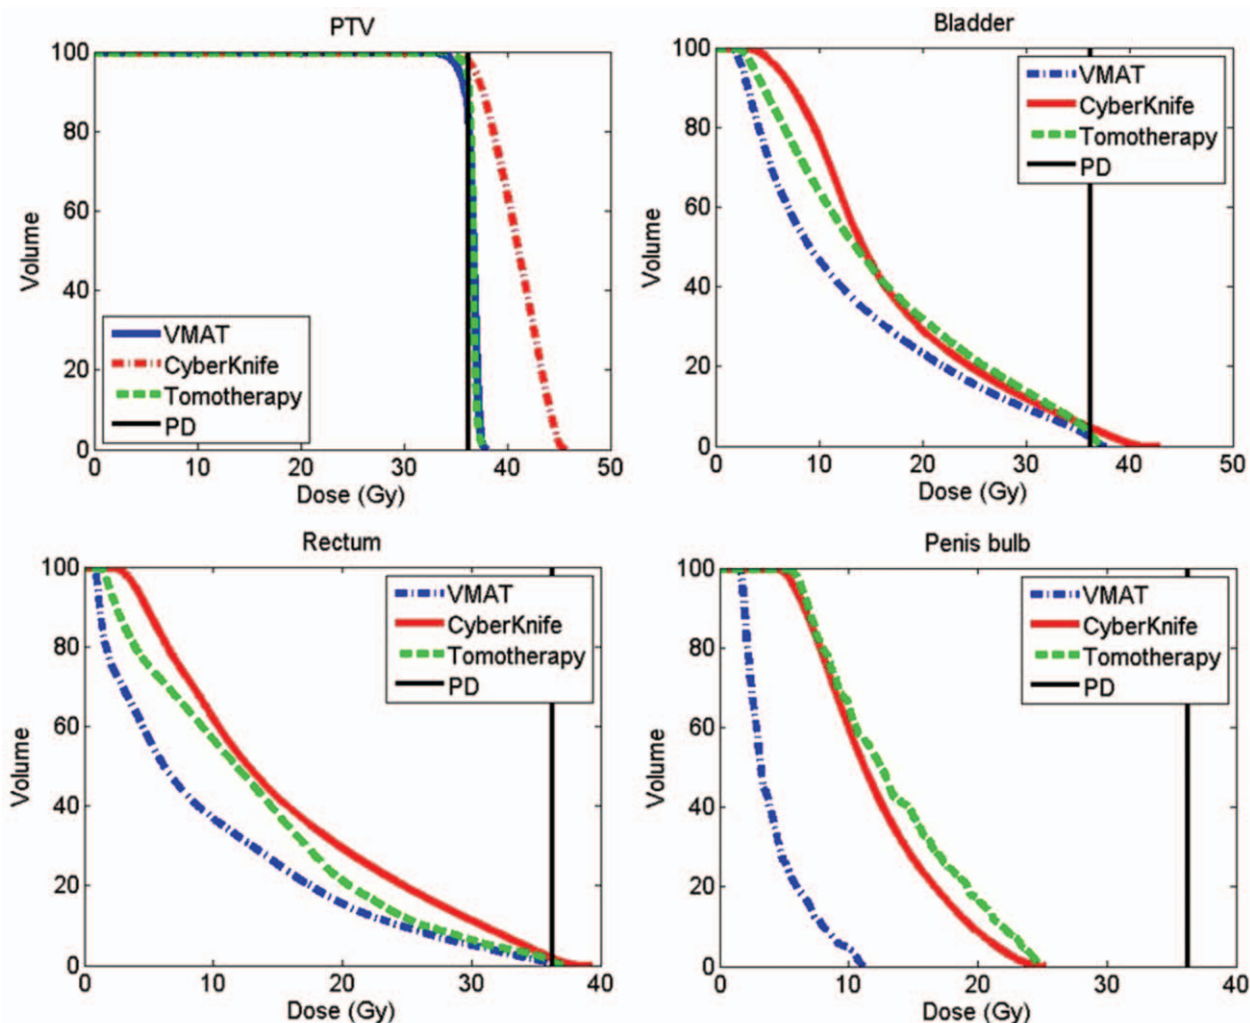 PTV
100
80
60
40
20
0
Volume
VMAT
CyberKnife
Tomotherapy
PD
0 10 20 30 40 50
Dose (Gy)
Bladder
100
80
60
40
20
0
Volume
VMAT
CyberKnife
Tomotherapy
PD
0 10 20 30 40 50
Dose (Gy)
Rectum
100
80
60
40
20
0
Volume
VMAT
CyberKnife
Tomotherapy
PD
0 10 20 30 40
Dose (Gy)
Penis bulb
100
80
60
40
20
0
Volume
VMAT
CyberKnife
Tomotherapy
PD
0 10 20 30 40
Dose (Gy)